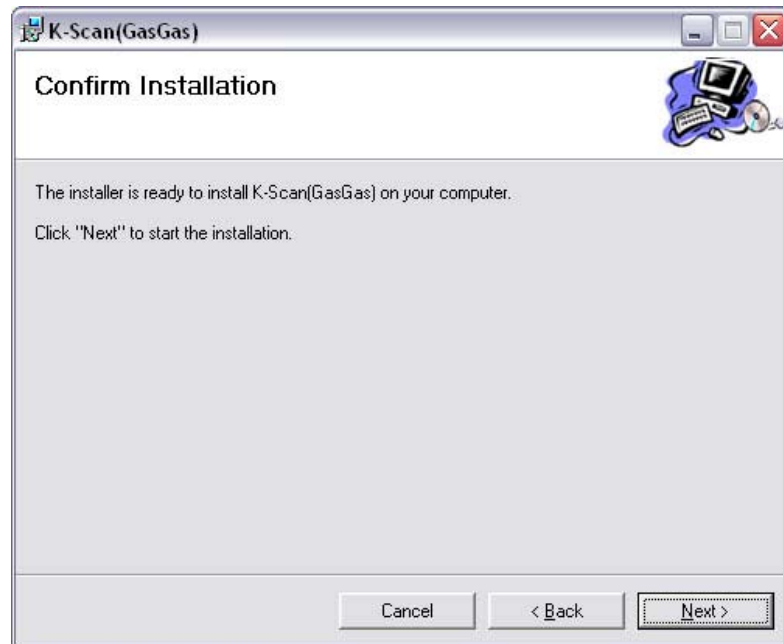 K-Scan(GasGas)
Confirm Installation
The installer is ready to install K-Scan(GasGas) on your computer.
Click "Next" to start the installation.
Cancel
< Back
Next >